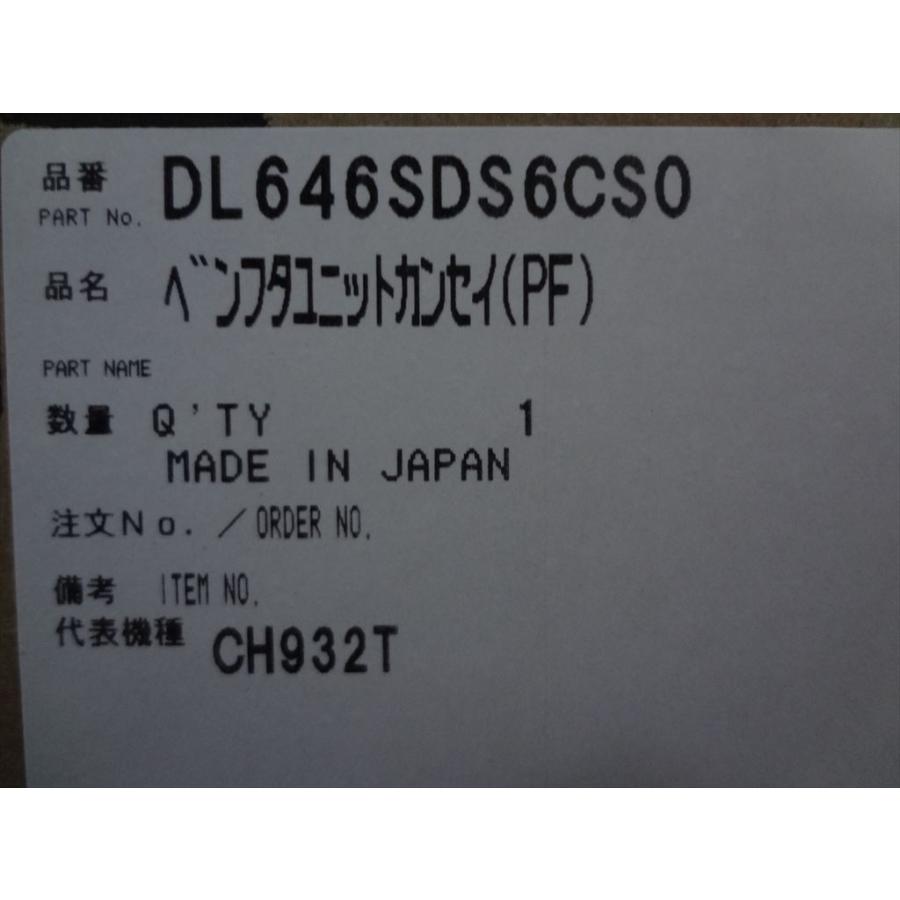 品番 DL646SDS6CS0
PART No.
品名 ﾍﾞﾝﾌﾀﾕﾆｯﾄｶﾝｾｲ(PF)
PART NAME
数量 Q'TY 1
MADE IN JAPAN
注文No. ／ORDER NO.
備考 ITEM NO.
代表機種 CH932T